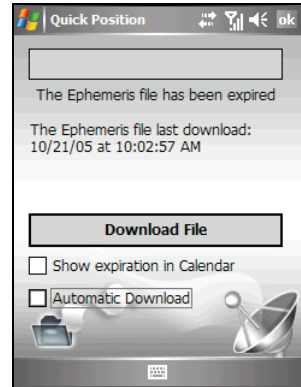 Quick Position
ok
The Ephemeris file has been expired
The Ephemeris file last download:
10/21/05 at 10:02:57 AM
Download File
Show expiration in Calendar
Automatic Download